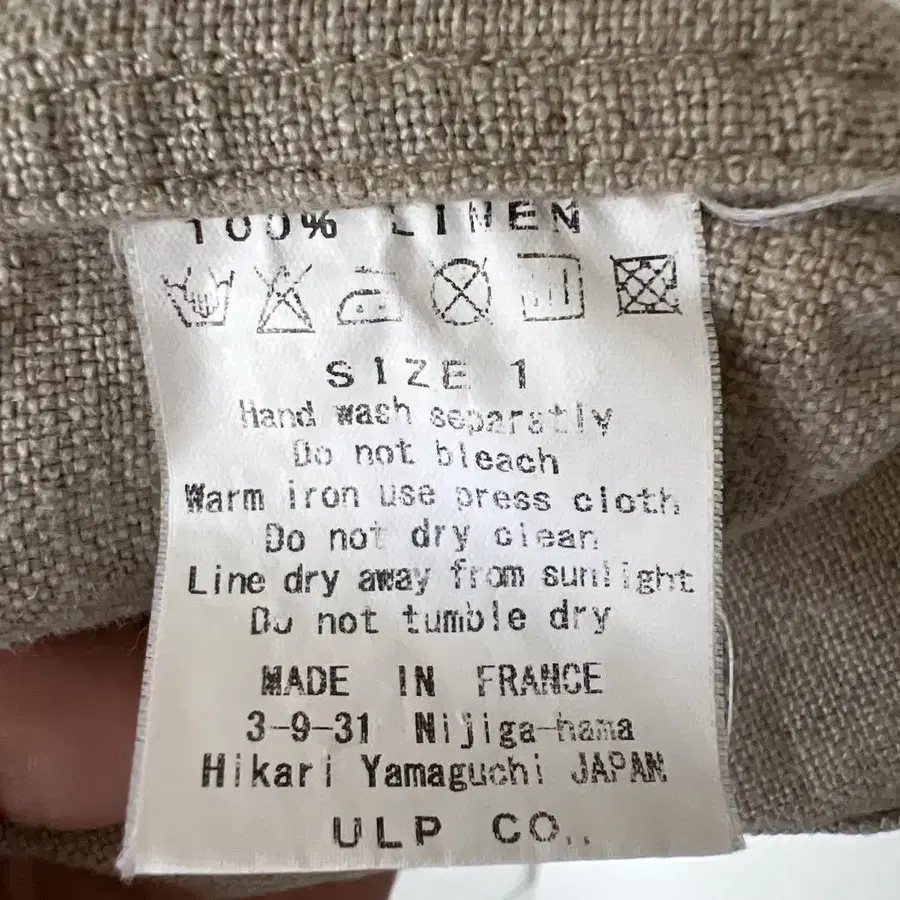 100% LINEN
SIZE 1
Hand wash separatly
Do not bleach
Warm iron use press cloth
Do not dry clean
Line dry away from sunlight
Do not tumble dry
MADE IN FRANCE
3-9-31 Nijiga-hama
Hikari Yamaguchi JAPAN
ULP CO.,